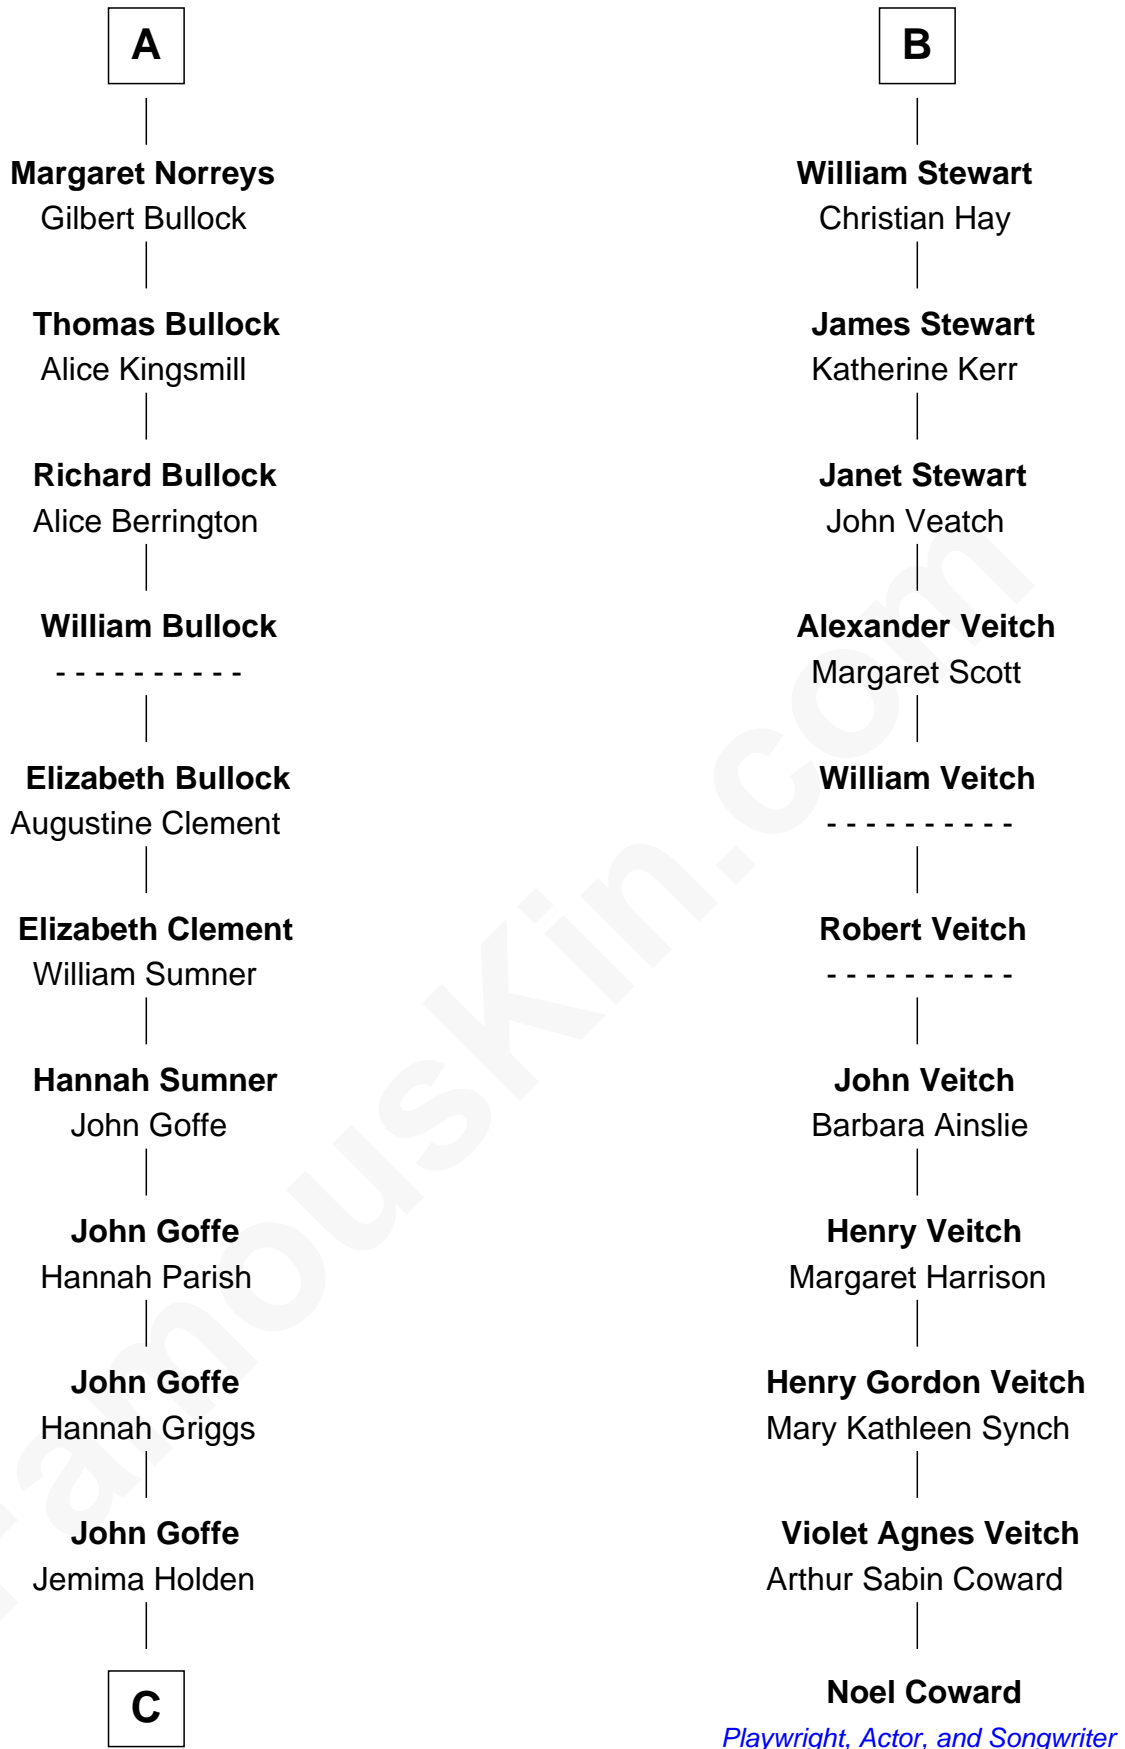 A
Margaret Norreys
Gilbert Bullock
Thomas Bullock
Alice Kingsmill
Richard Bullock
Alice Berrington
William Bullock
- - - - - - - - - -
Elizabeth Bullock
Augustine Clement
Elizabeth Clement
William Sumner
Hannah Sumner
John Goffe
John Goffe
Hannah Parish
John Goffe
Hannah Griggs
John Goffe
Jemima Holden
C
B
William Stewart
Christian Hay
James Stewart
Katherine Kerr
Janet Stewart
John Veatch
Alexander Veitch
Margaret Scott
William Veitch
- - - - - - - - - -
Robert Veitch
- - - - - - - - - -
John Veitch
Barbara Ainslie
Henry Veitch
Margaret Harrison
Henry Gordon Veitch
Mary Kathleen Synch
Violet Agnes Veitch
Arthur Sabin Coward
Noel Coward
Playwright, Actor, and Songwriter
FamousKin.com